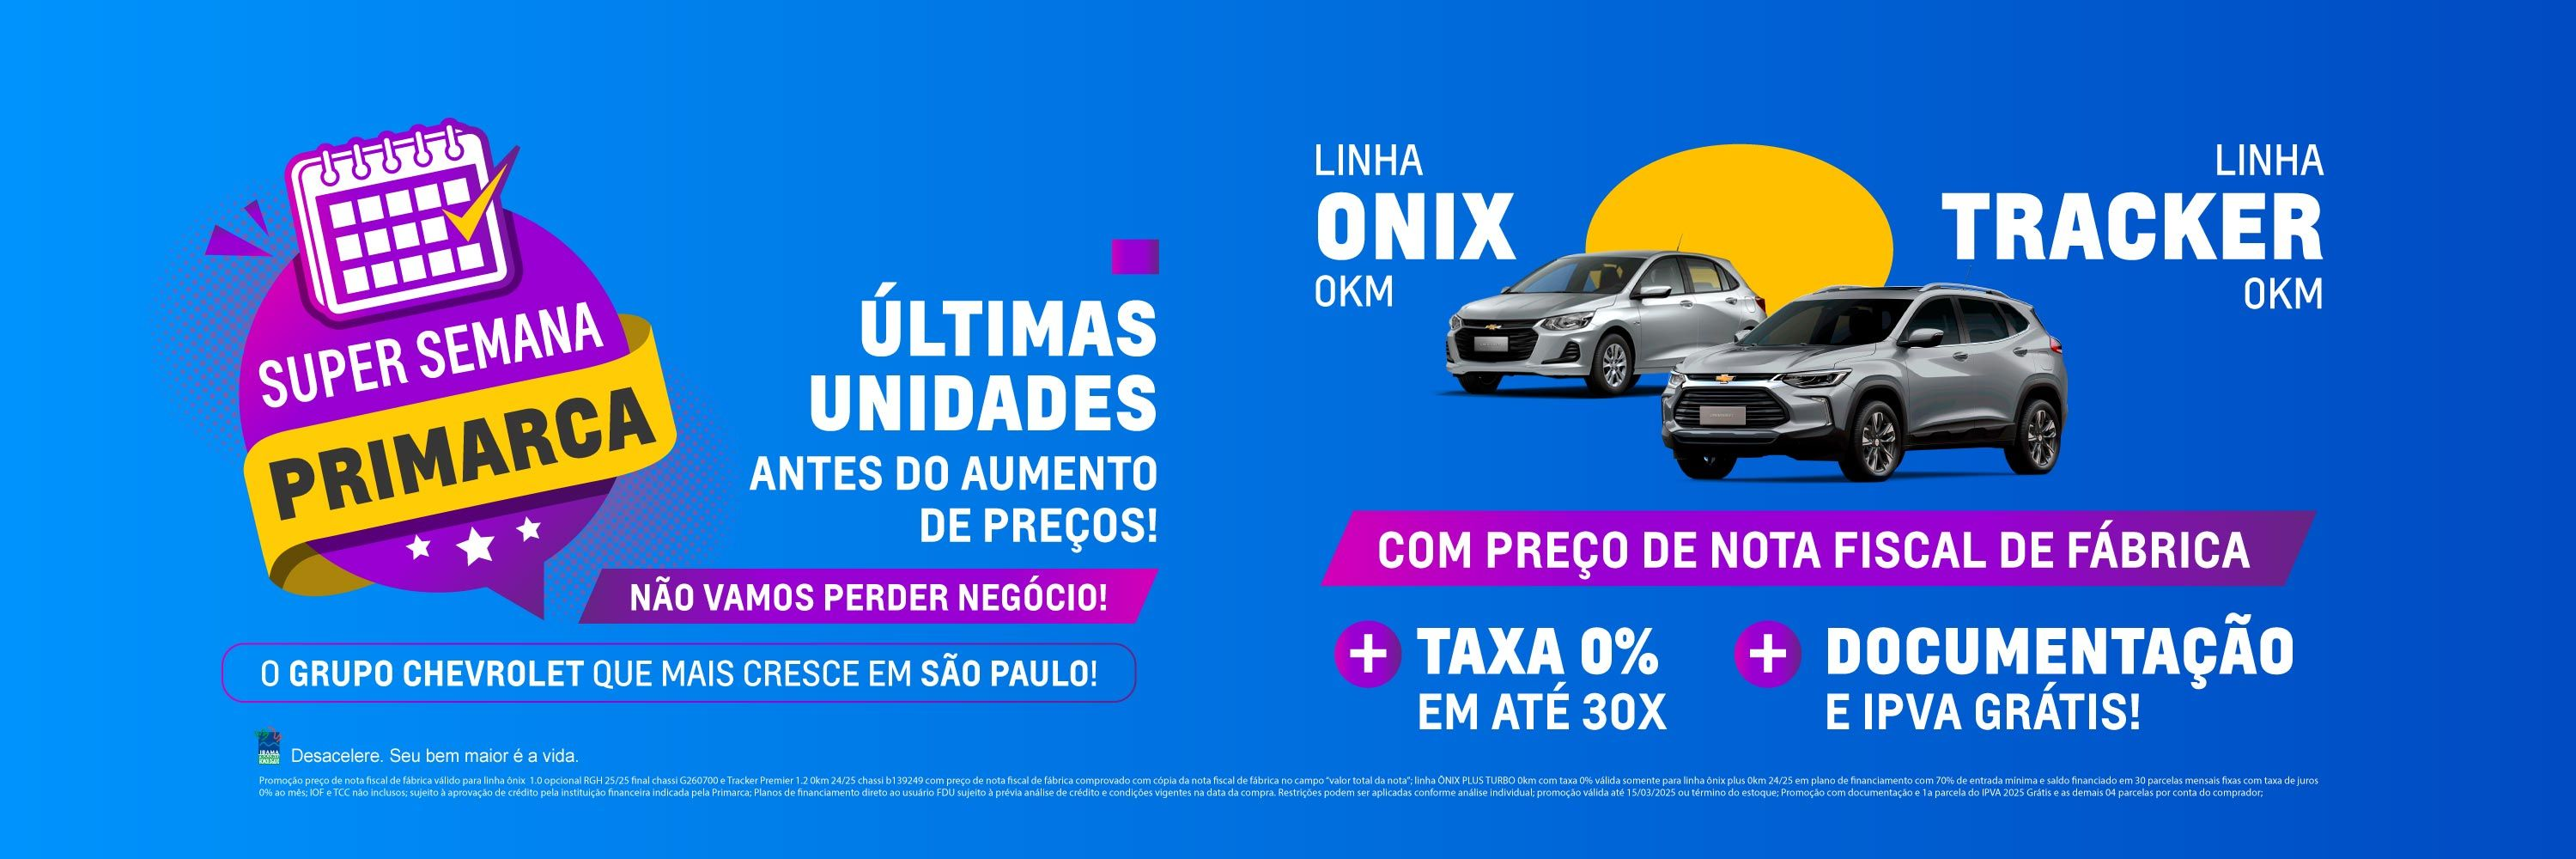 SUPER SEMANA
PRIMARCA
ÚLTIMAS
UNIDADES
ANTES DO AUMENTO
DE PREÇOS!
NÃO VAMOS PERDER NEGÓCIO!
O GRUPO CHEVROLET QUE MAIS CRESCE EM SÃO PAULO!
LINHA
ONIX
0KM
LINHA
TRACKER
0KM
COM PREÇO DE NOTA FISCAL DE FÁBRICA
+ TAXA 0%
EM ATÉ 30X
+ DOCUMENTAÇÃO
E IPVA GRÁTIS!
IBAMA
Desacelere. Seu bem maior é a vida.
Promoção preço de nota fiscal de fábrica válido para linha ônix 1.0 opcional RGH 25/25 final chassi G260700 e Tracker Premier 1.2 0km 24/25 chassi b139249 com preço de nota fiscal de fábrica comprovado com cópia da nota fiscal de fábrica no campo “valor total da nota”; linha ÔNIX PLUS TURBO 0km com taxa 0% válida somente para linha ônix plus 0km 24/25 em plano de financiamento com 70% de entrada mínima e saldo financiado em 30 parcelas mensais fixas com taxa de juros
0% ao mês; IOF e TCC não inclusos; sujeito à aprovação de crédito pela instituição financeira indicada pela Primarca; Planos de financiamento direto ao usuário FDU sujeito à prévia análise de crédito e condições vigentes na data da compra. Restrições podem ser aplicadas conforme análise individual; promoção válida até 15/03/2025 ou término do estoque; Promoção com documentação e 1a parcela do IPVA 2025 Grátis e as demais 04 parcelas por conta do comprador;